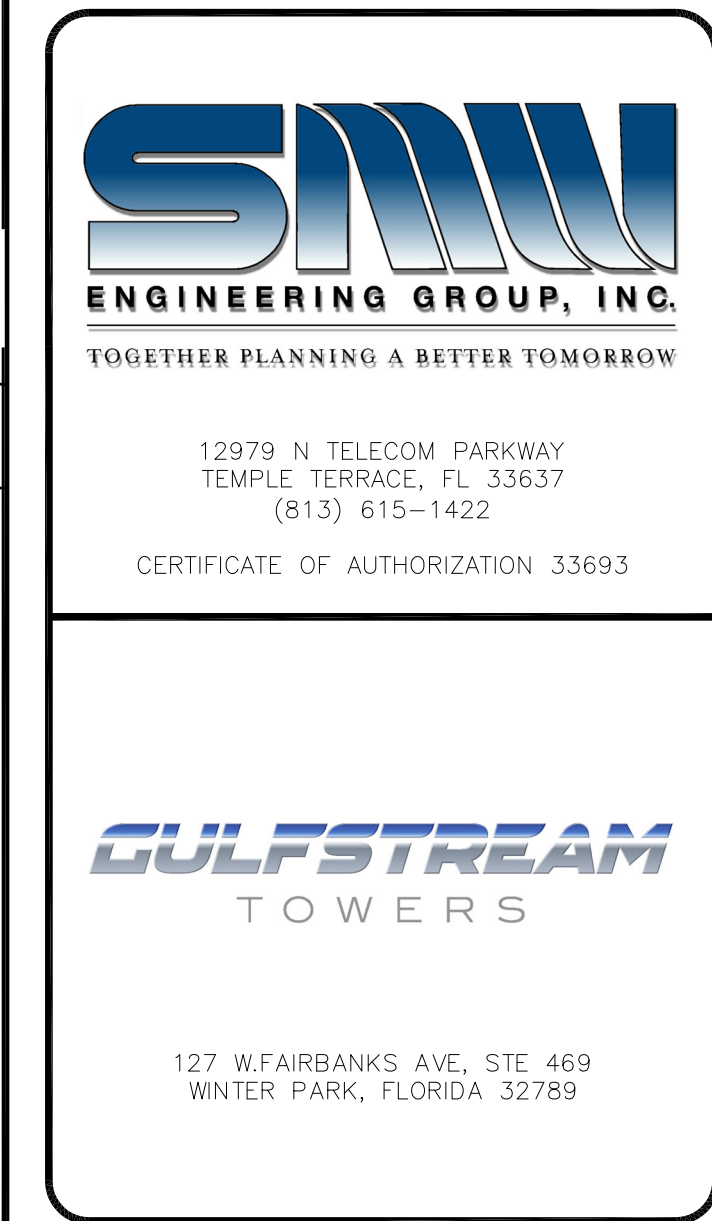 SMW
ENGINEERING GROUP, INC.
TOGETHER PLANNING A BETTER TOMORROW
12979 N TELECOM PARKWAY
TEMPLE TERRACE, FL 33637
(813) 615-1422
CERTIFICATE OF AUTHORIZATION 33693
GULFSTREAM
TOWERS
127 W.FAIRBANKS AVE, STE 469
WINTER PARK, FLORIDA 32789